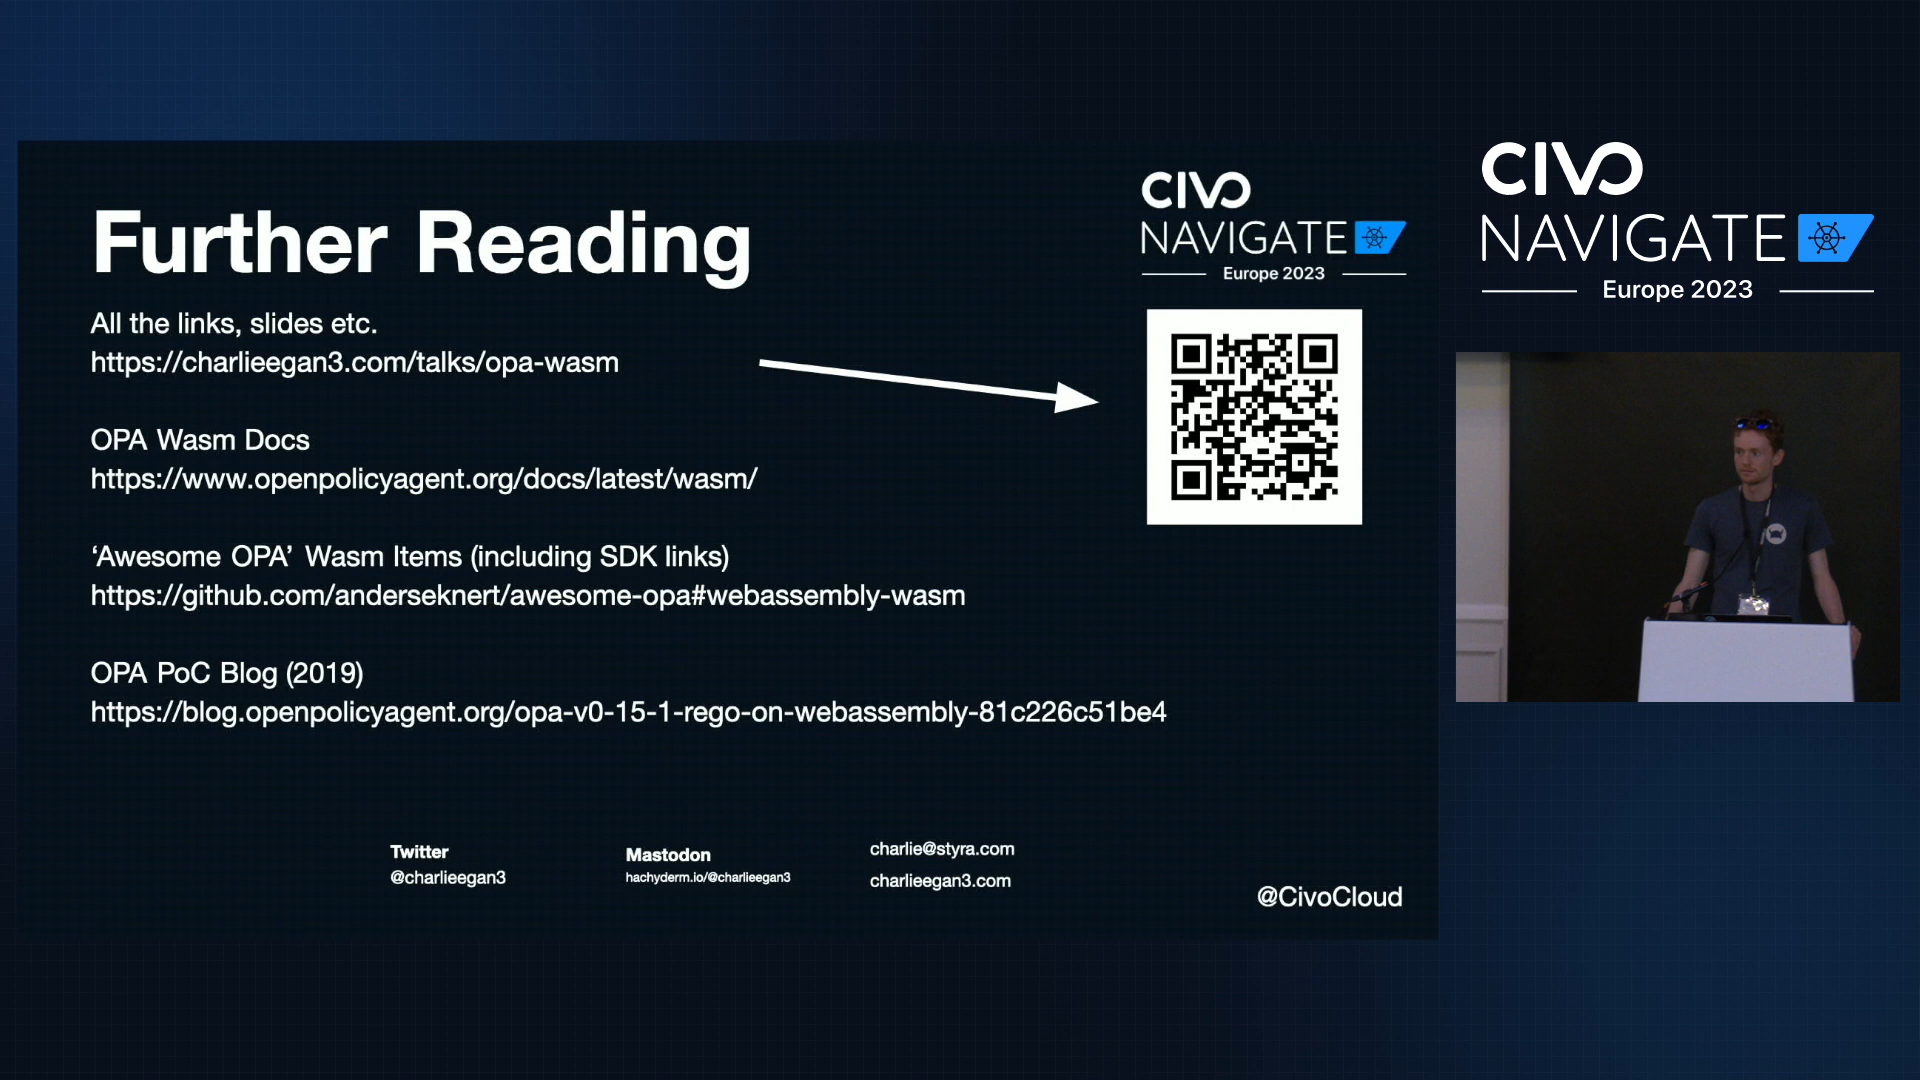 Further Reading
All the links, slides etc.
https://charlieegan3.com/talks/opa-wasm
OPA Wasm Docs
https://www.openpolicyagent.org/docs/latest/wasm/
‘Awesome OPA’ Wasm Items (including SDK links)
https://github.com/anderseknert/awesome-opa#webassembly-wasm
OPA PoC Blog (2019)
https://blog.openpolicyagent.org/opa-v0-15-1-rego-on-webassembly-81c226c51be4
Twitter
@charlieegan3
Mastodon
hachyderm.io/@charlieegan3
charlie@styra.com
charlieegan3.com
@CivoCloud
CIVO
NAVIGATE
Europe 2023
CIVO
NAVIGATE
Europe 2023